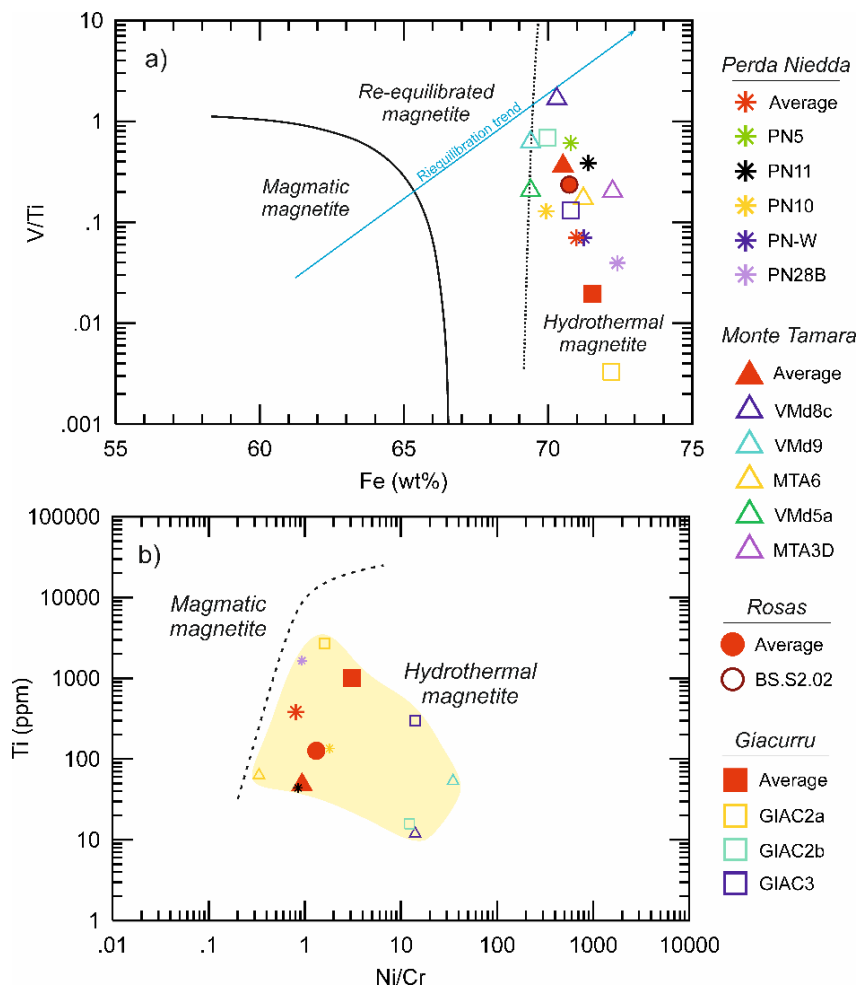 a)
10
1
.1
.01
.001
V/Ti
55
60
65
70
75
Fe (wt%)
Re-equilibrated
magnetite
Riequilibration trend
Magmatic
magnetite
Hydrothermal
magnetite
b)
100000
10000
1000
100
10
1
Ti (ppm)
.01
.1
1
10
100
1000
10000
Ni/Cr
Magmatic
magnetite
Hydrothermal
magnetite
Perda Niedda
Average
PN5
PN11
PN10
PN-W
PN28B
Monte Tamara
Average
VMd8c
VMd9
MTA6
VMd5a
MTA3D
Rosas
Average
BS.S2.02
Giacurru
Average
GIAC2a
GIAC2b
GIAC3